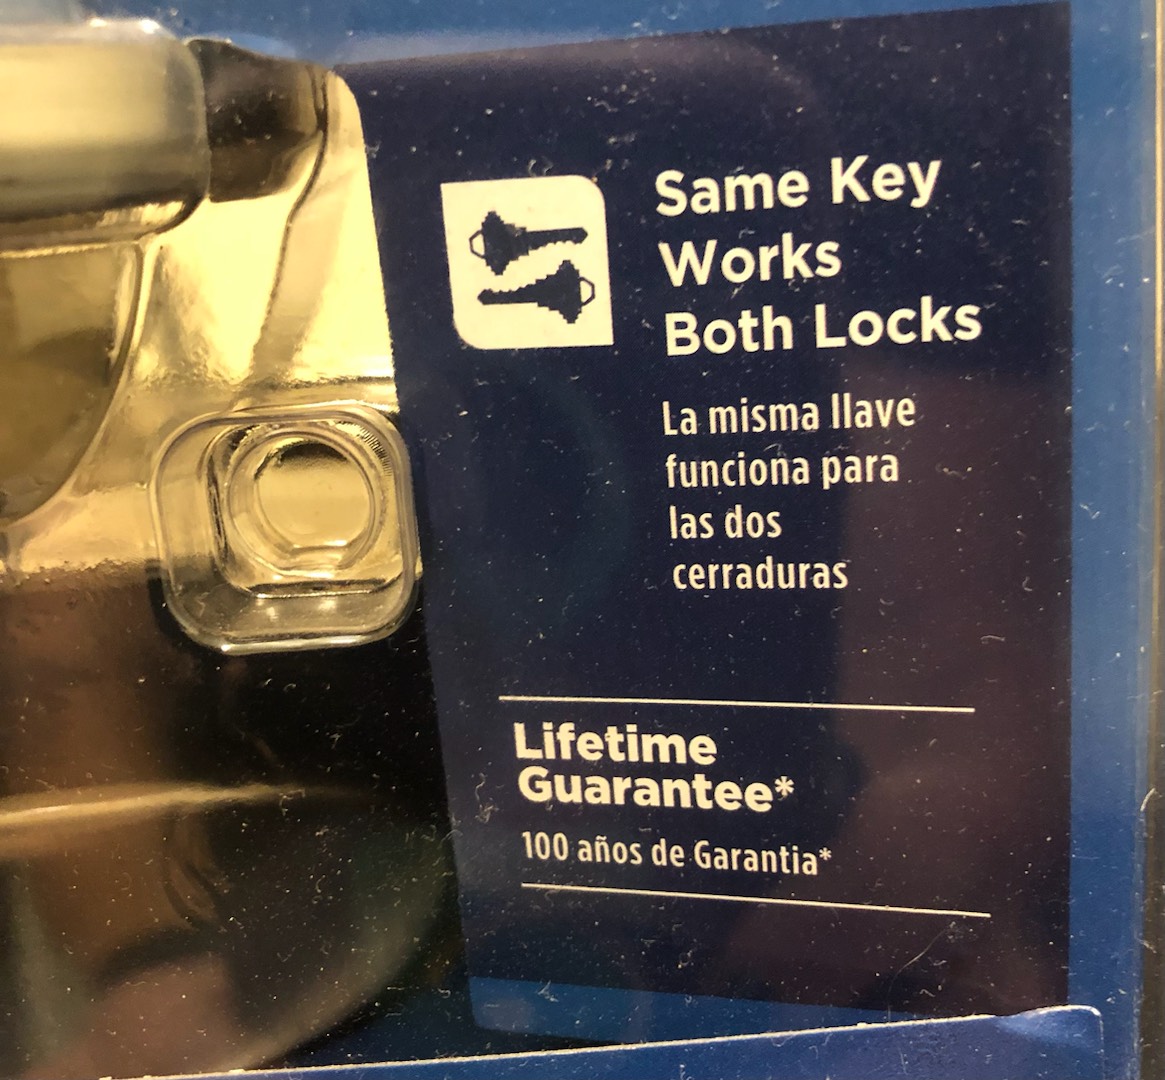 Same Key
Works
Both Locks
La misma llave
funciona para
las dos
cerraduras
Lifetime
Guarantee*
100 años de Garantia*